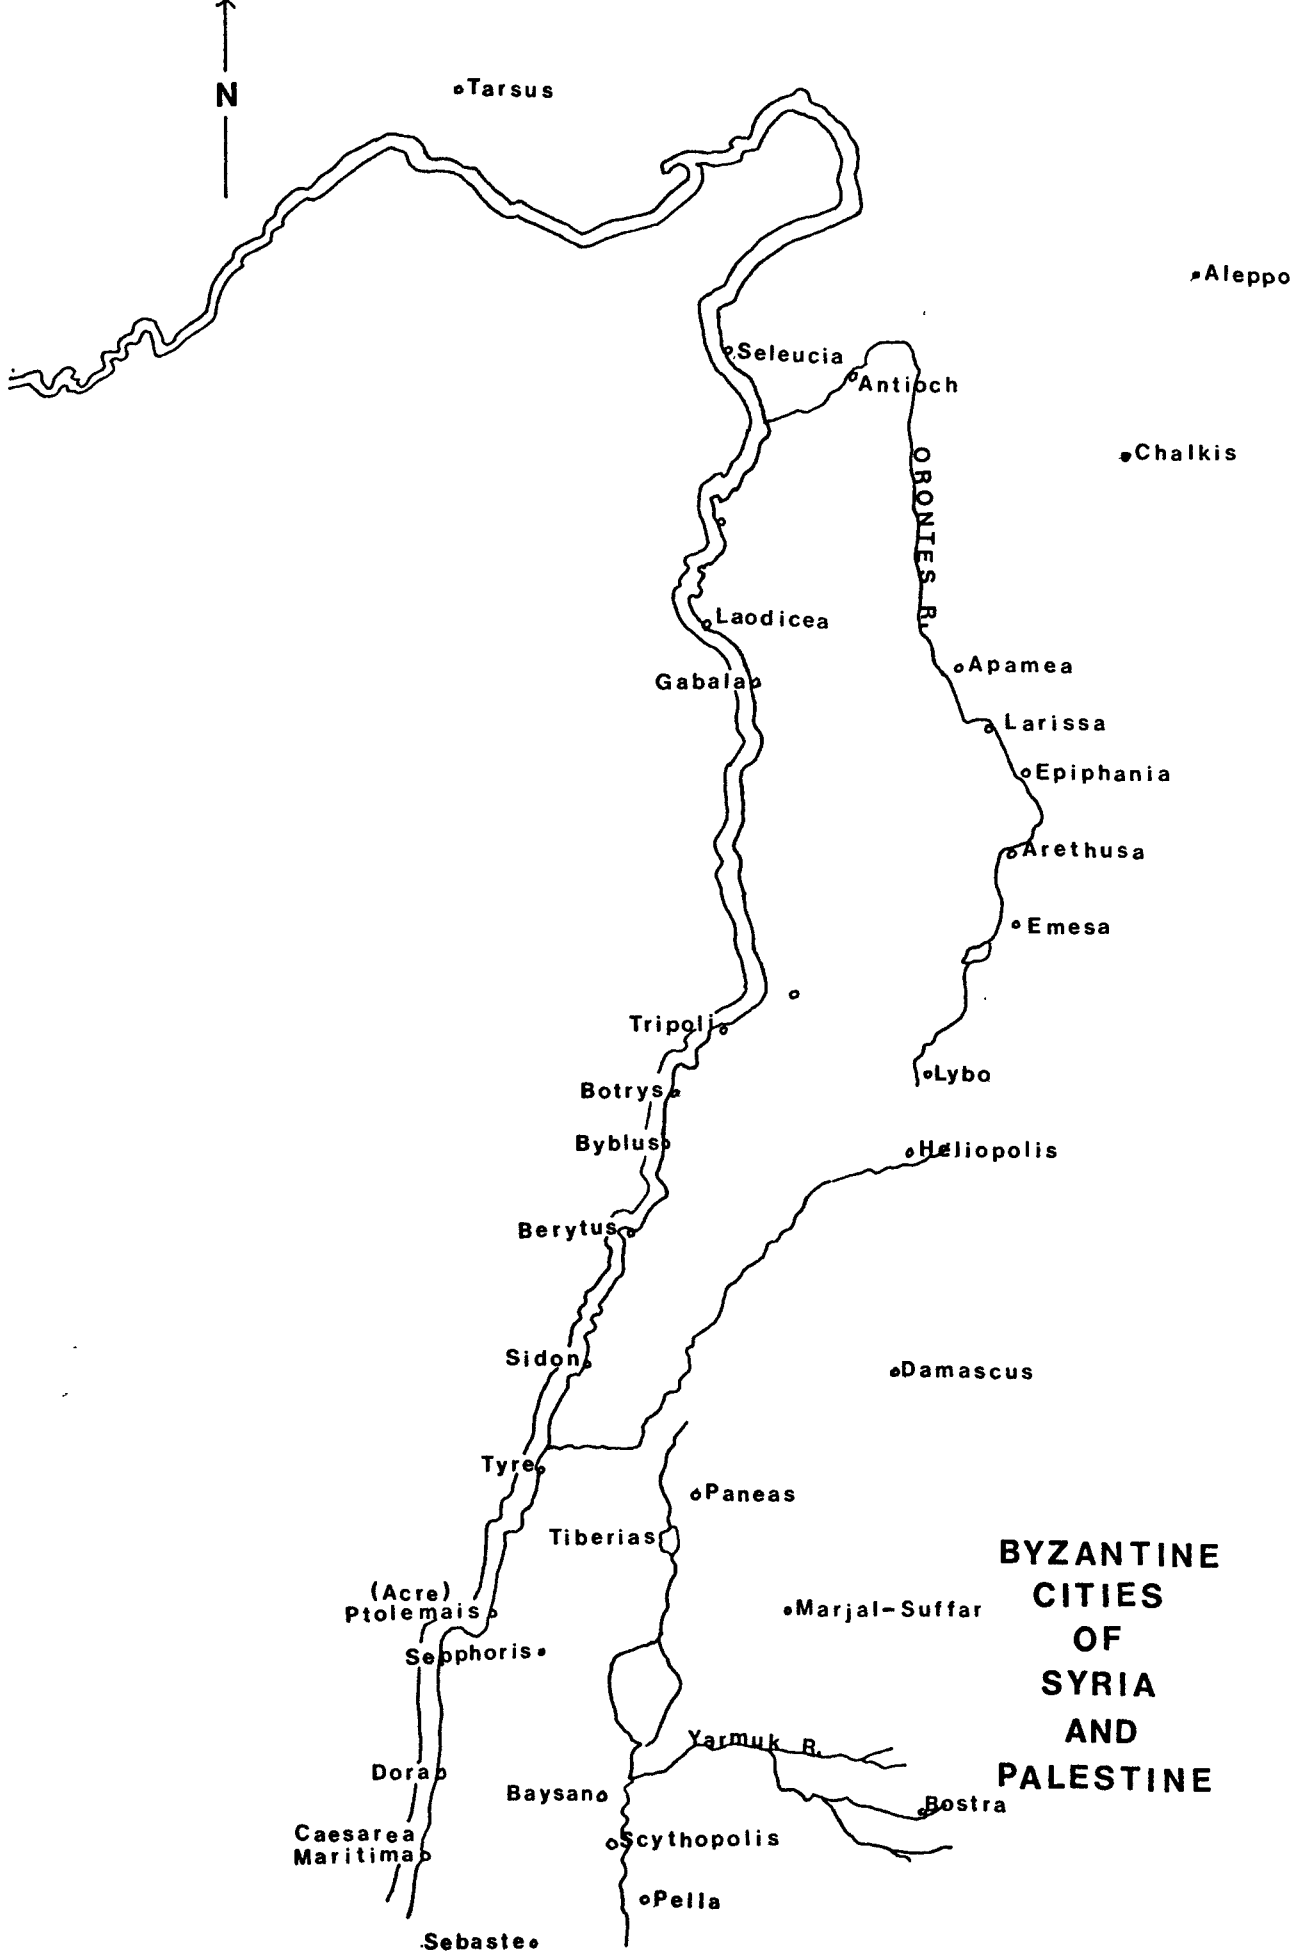 N
Tarsus
Aleppo
Seleucia
Antioch
Chalkis
ORONTES R.
Laodicea
Apamea
Gabala
Larissa
Epiphania
Arethusa
Emesa
Tripoli
Lybo
Botrys
Byblus
Heliopolis
Berytus
Sidon
Damascus
Tyre
Paneas
Tiberias
(Acre)
Ptolemais
Marjal-Suffar
Sepphoris
Yarmuk R.
Dora
Baysan
Bostra
Caesarea
Maritima
Scythopolis
Pella
Sebaste
BYZANTINE
CITIES
OF
SYRIA
AND
PALESTINE